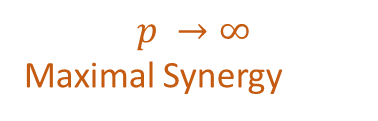 p → ∞
Maximal Synergy